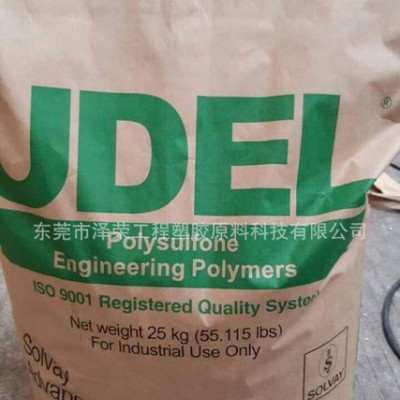 UDEL®
东莞市泽荣工程塑胶原料科技有限公司
Polysulfone
Engineering Polymers
ISO 9001 Registered Quality System
Net weight 25 kg (55.115 lbs)
For Industrial Use Only
Solvay
Advanc
SOLVAY